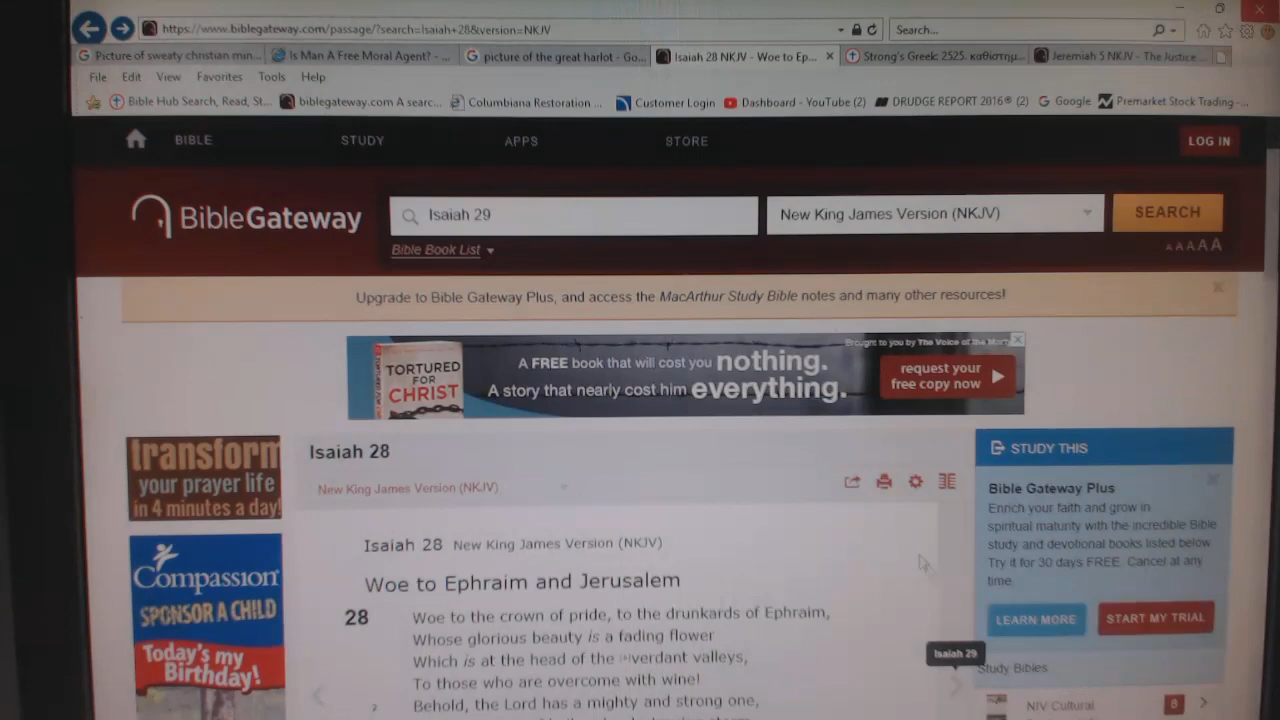 https://www.biblegateway.com/passage/?search=Isaiah+28&version=NKJV
Search...
Picture of sweaty christian min...
Is Man A Free Moral Agent? - ...
picture of the great harlot - Go...
Isaiah 28 NKJV - Woe to Ep...
Strong's Greek: 2525. καθίστημ...
Jeremiah 5 NKJV - The Justice ...
File Edit View Favorites Tools Help
Bible Hub Search, Read, St...
biblegateway.com A searc...
Columbiana Restoration ...
Customer Login
Dashboard - YouTube (2)
DRUDGE REPORT 2016® (2)
Google
Premarket Stock Trading -...
BIBLE STUDY APPS STORE
LOG IN
BibleGateway
Isaiah 29
New King James Version (NKJV)
SEARCH
Bible Book List
A A A A A
Upgrade to Bible Gateway Plus, and access the MacArthur Study Bible notes and many other resources!
TORTURED
FOR
CHRIST
Brought to you by The Voice of the
A FREE book that will cost you nothing.
A story that nearly cost him everything.
request your
free copy now
transform
your prayer life
in 4 minutes a day!
Compassion
SPONSOR A CHILD
Today's my
Birthday!
Isaiah 28
New King James Version (NKJV)
Isaiah 28 New King James Version (NKJV)
Woe to Ephraim and Jerusalem
28 Woe to the crown of pride, to the drunkards of Ephraim,
Whose glorious beauty is a fading flower
Which is at the head of the verdant valleys,
To those who are overcome with wine!
2 Behold, the Lord has a mighty and strong one,
STUDY THIS
Bible Gateway Plus
Enrich your faith and grow in
spiritual maturity with the incredible Bible
study and devotional books listed below
Try it for 30 days FREE. Cancel at any
time.
LEARN MORE
START MY TRIAL
Isaiah 29
Study Bibles
NIV Cultural
8